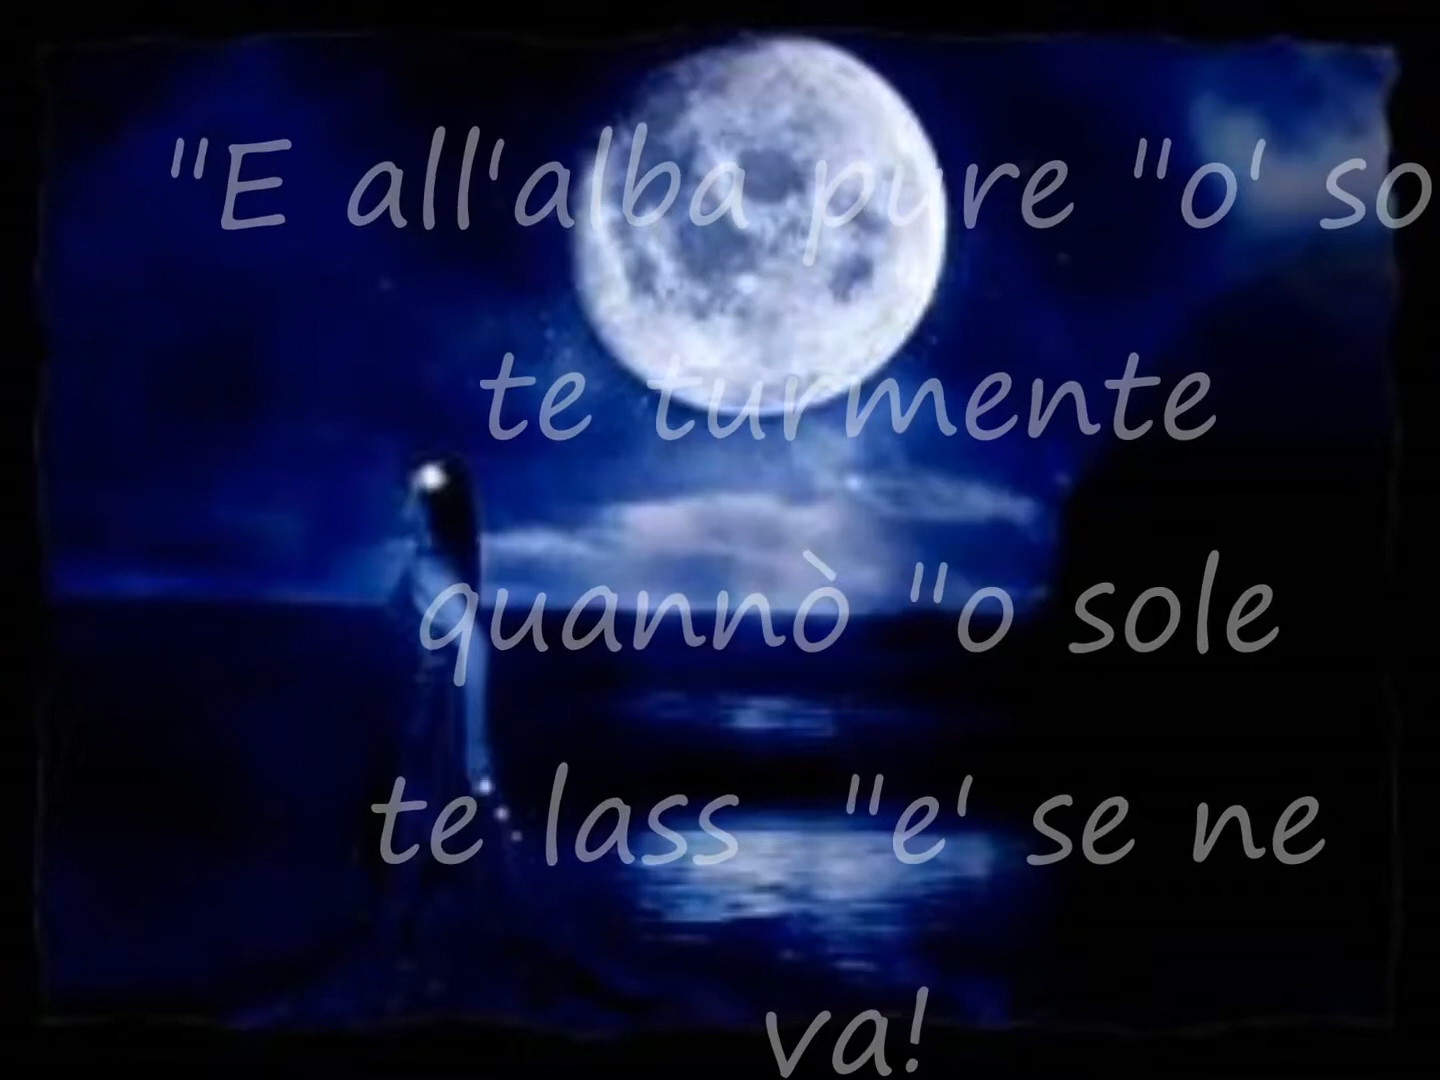 "E all'alba pure "o' so
te turmente
quannò "o sole
te lass "e' se ne
va!